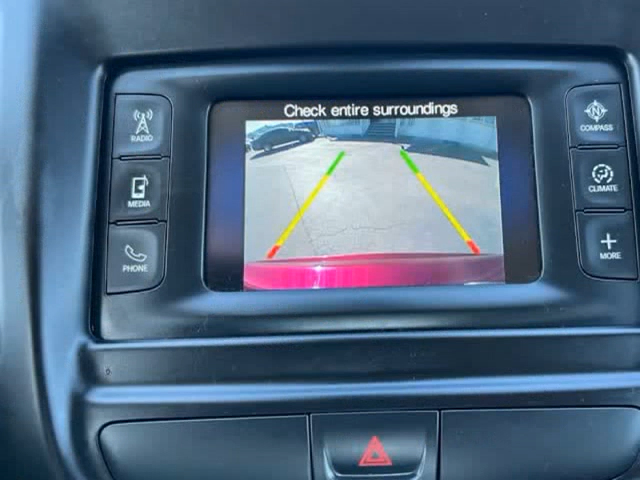 Check entire surroundings
RADIO
MEDIA
PHONE
N
COMPASS
CLIMATE
MORE